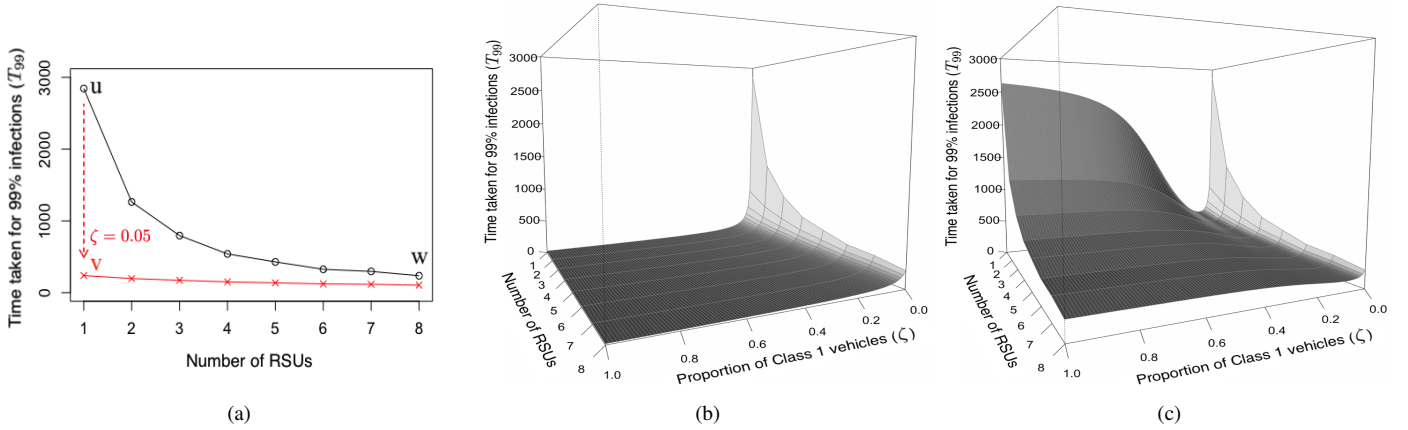 Time taken for 99% infections (T99)
3000
2000
1000
0
u
ζ = 0.05
v
w
1 2 3 4 5 6 7 8
Number of RSUs
(a)
Time taken for 99% infections (T99)
3000
2500
2000
1500
1000
500
0
1
2
3
4
5
6
7
8
Number of RSUs
1.0
0.8
0.6
0.4
0.2
0.0
Proportion of Class 1 vehicles (ζ)
(b)
Time taken for 99% infections (T99)
3000
2500
2000
1500
1000
500
0
1
2
3
4
5
6
7
8
Number of RSUs
1.0
0.8
0.6
0.4
0.2
0.0
Proportion of Class 1 vehicles (ζ)
(c)